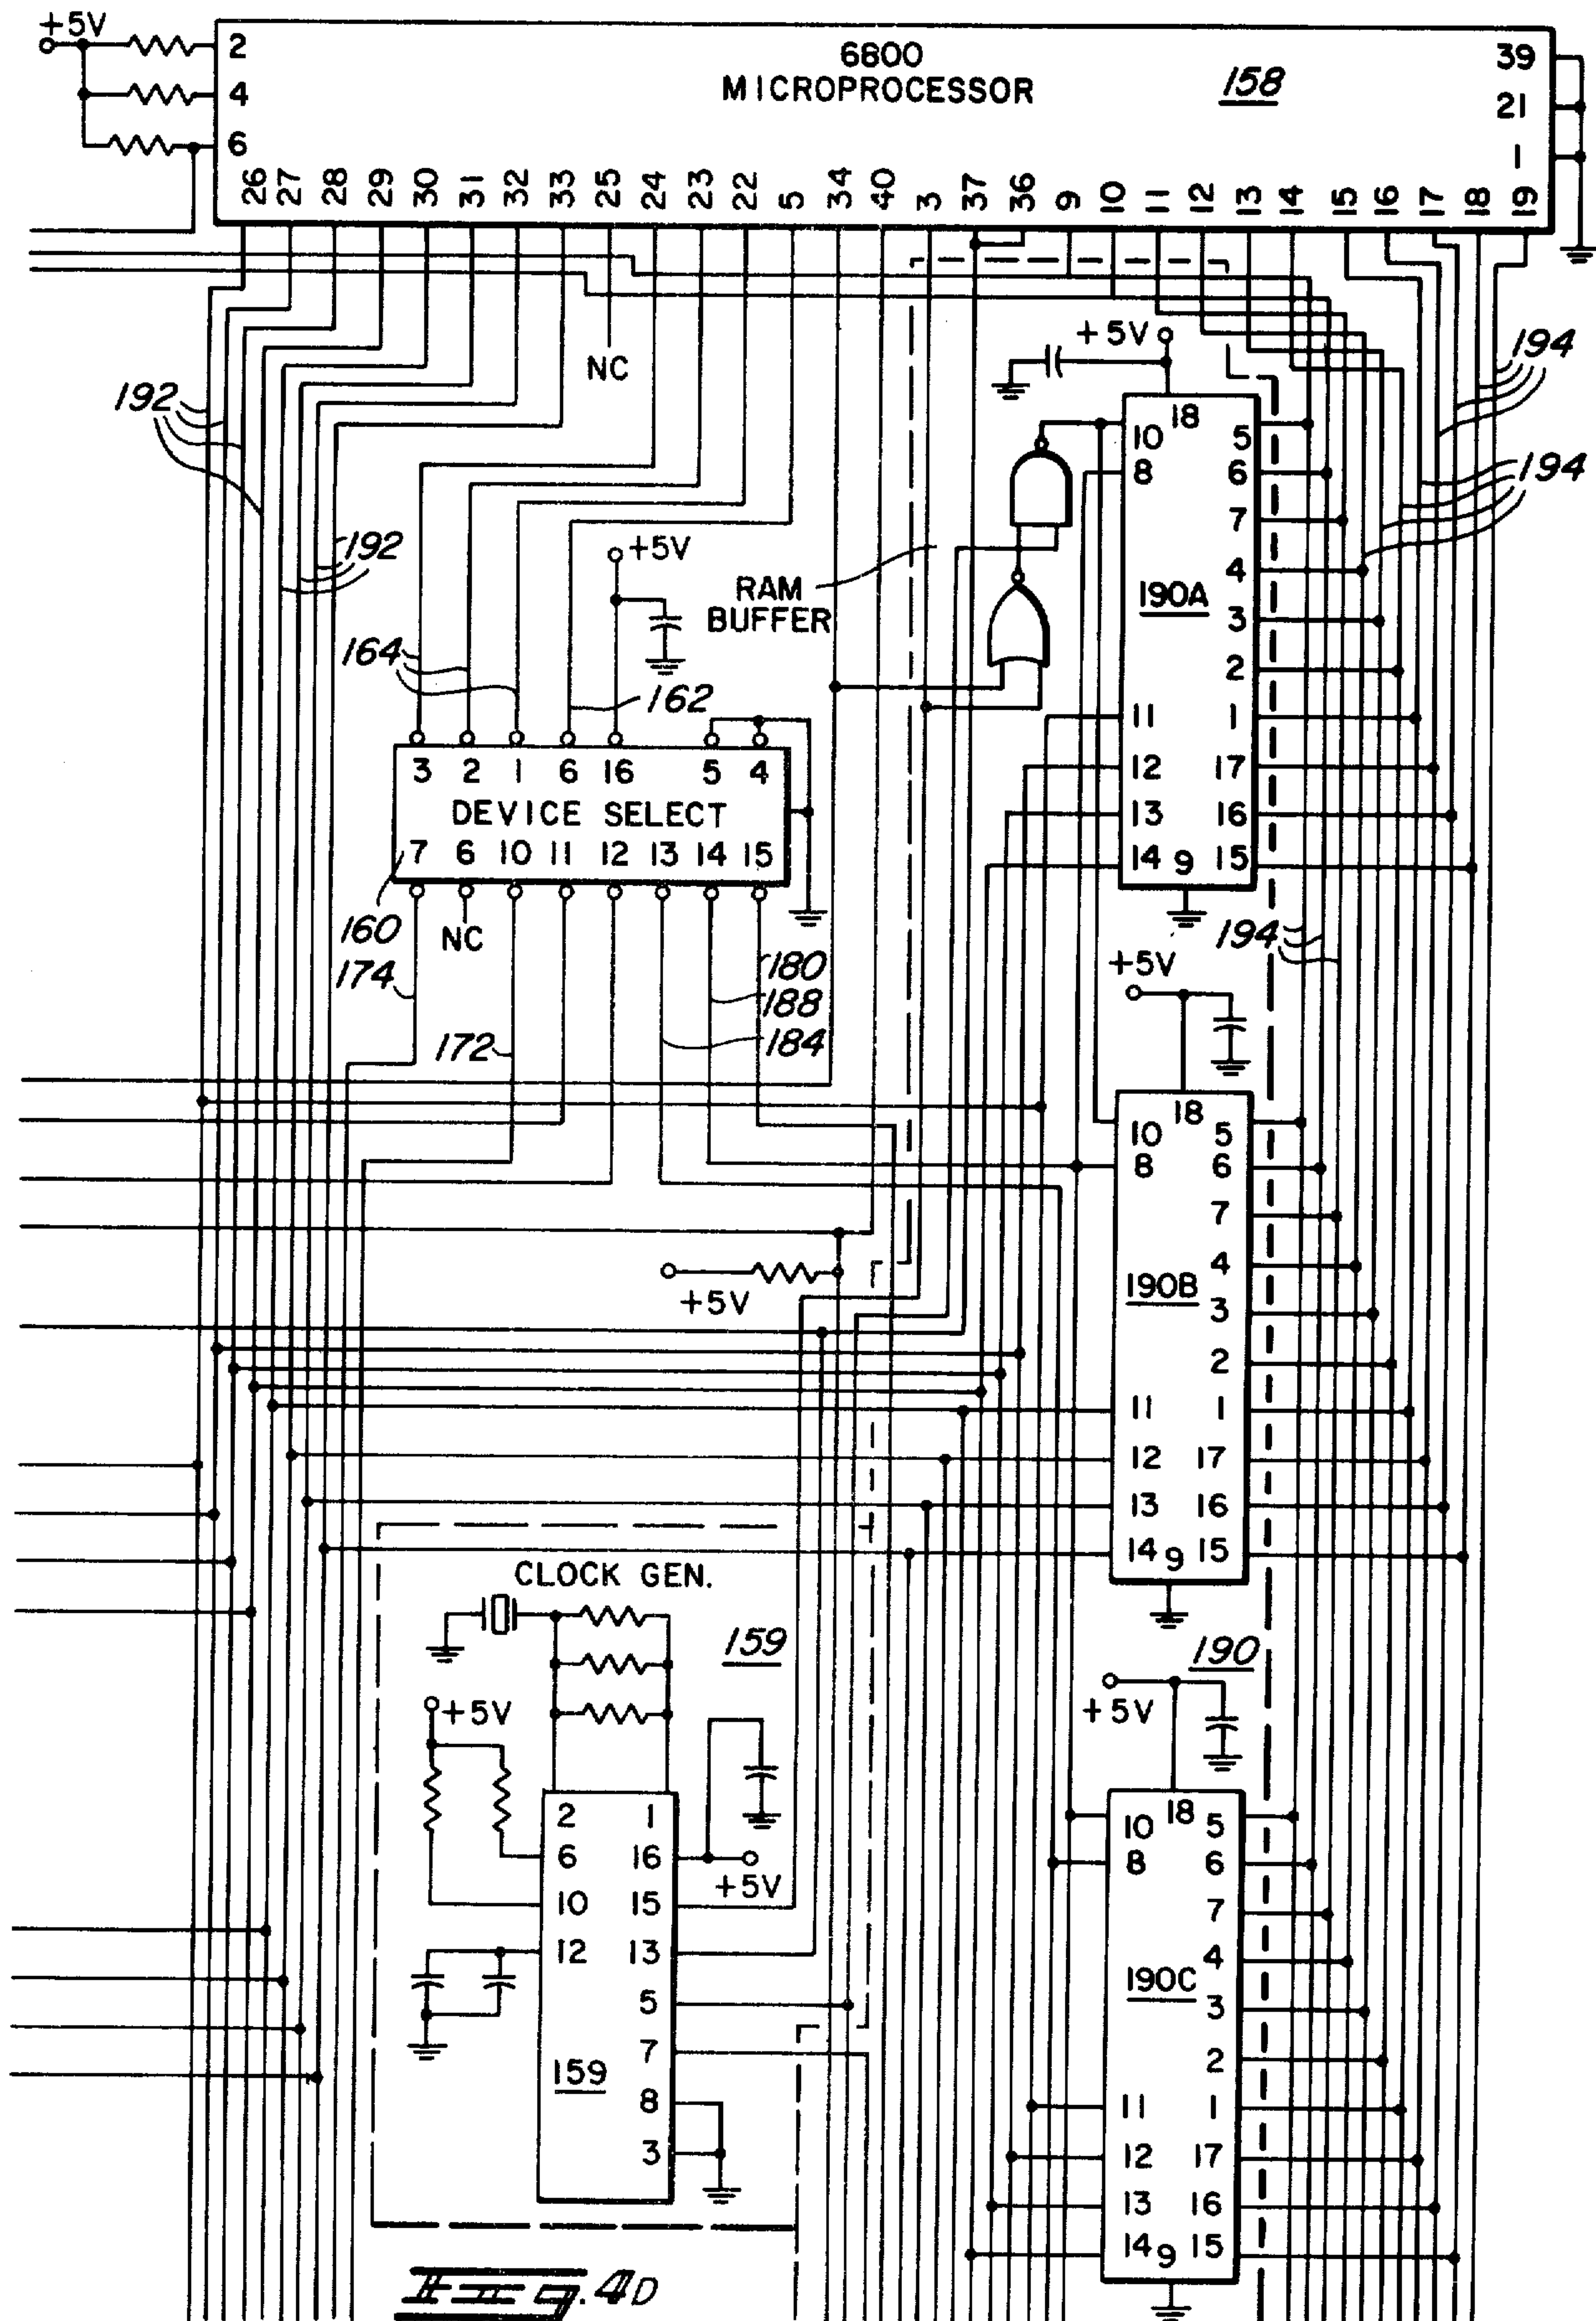 +5V
2 6800 39
4 MICROPROCESSOR 158 21
6 1
26 27 28 29 30 31 32 33 25 24 23 22 5 34 40 3 37 36 9 10 11 12 13 14 15 16 17 18 19
NC
+5V
194
192
18
10 5
8 6
194
7
192
+5V
4
RAM
BUFFER
190A
3
164
2
162
11 1
3 2 1 6 16 5 4
12 17
DEVICE SELECT
13 16
7 6 10 11 12 13 14 15
14 9 15
160
NC
194
174
180
+5V
188
172
184
18
10 5
8 6
7
4
190B
+5V
3
2
11 1
12 17
13 16
14 9 15
CLOCK GEN.
159
190
+5V
+5V
2 1
18
10 5
6 16
8 6
+5V
10 15
7
12 13
4
190C
5
3
7
2
159
8
11 1
3
12 17
13 16
14 9 15
Fig. 4D